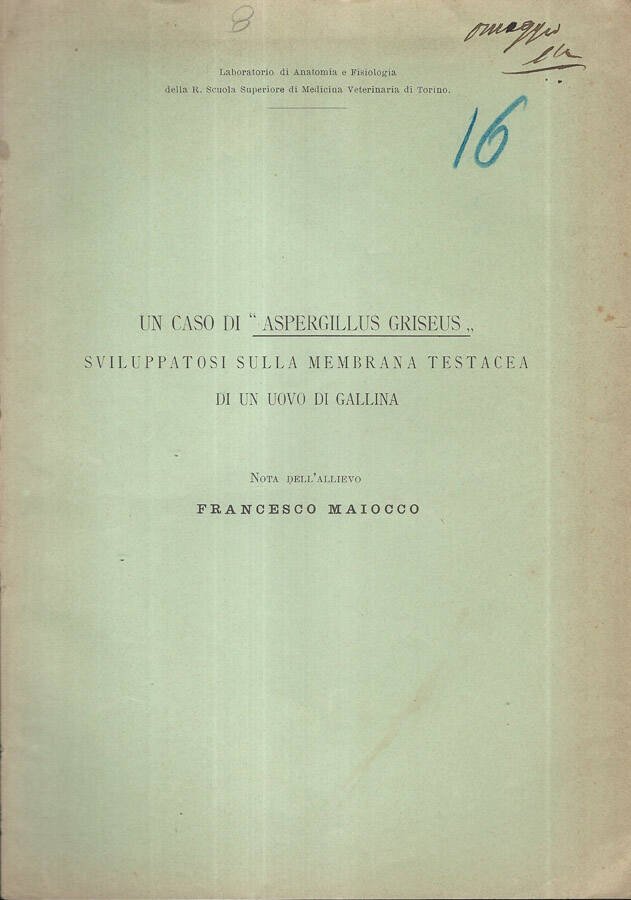 8
omaggio
Laboratorio di Anatomia e Fisiologia
della R. Scuola Superiore di Medicina Veterinaria di Torino.
16
UN CASO DI “ ASPERGILLUS GRISEUS „
SVILUPPATOSI SULLA MEMBRANA TESTACEA
DI UN UOVO DI GALLINA
NOTA DELL'ALLIEVO
FRANCESCO MAIOCCO